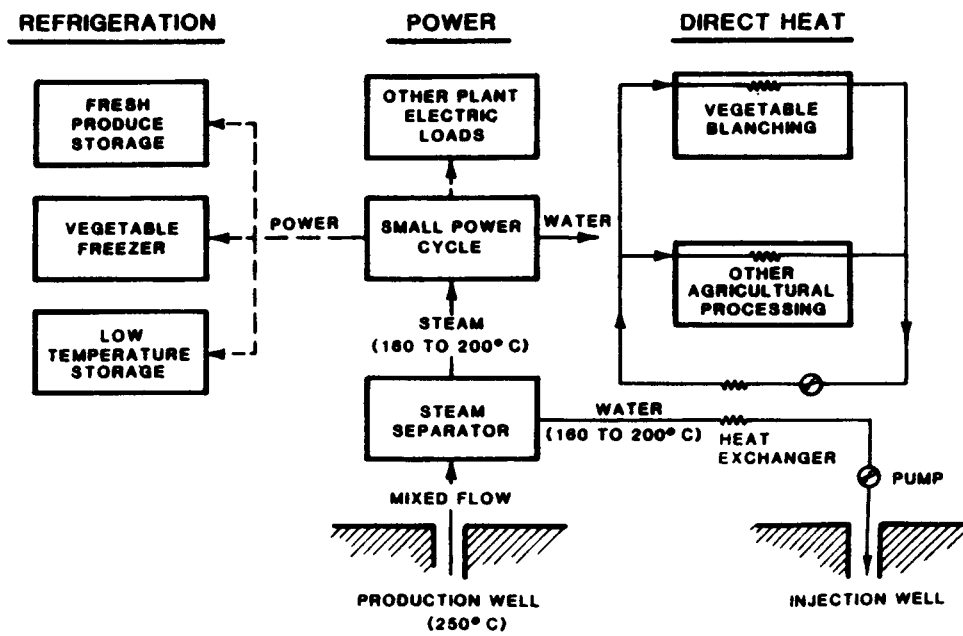 REFRIGERATION
POWER
DIRECT HEAT
FRESH
PRODUCE
STORAGE
VEGETABLE
FREEZER
LOW
TEMPERATURE
STORAGE
POWER
OTHER PLANT
ELECTRIC
LOADS
SMALL POWER
CYCLE
WATER
STEAM
(160 TO 200° C)
STEAM
SEPARATOR
MIXED FLOW
PRODUCTION WELL
(250° C)
VEGETABLE
BLANCHING
OTHER
AGRICULTURAL
PROCESSING
WATER
(160 TO 200° C)
HEAT
EXCHANGER
PUMP
INJECTION WELL